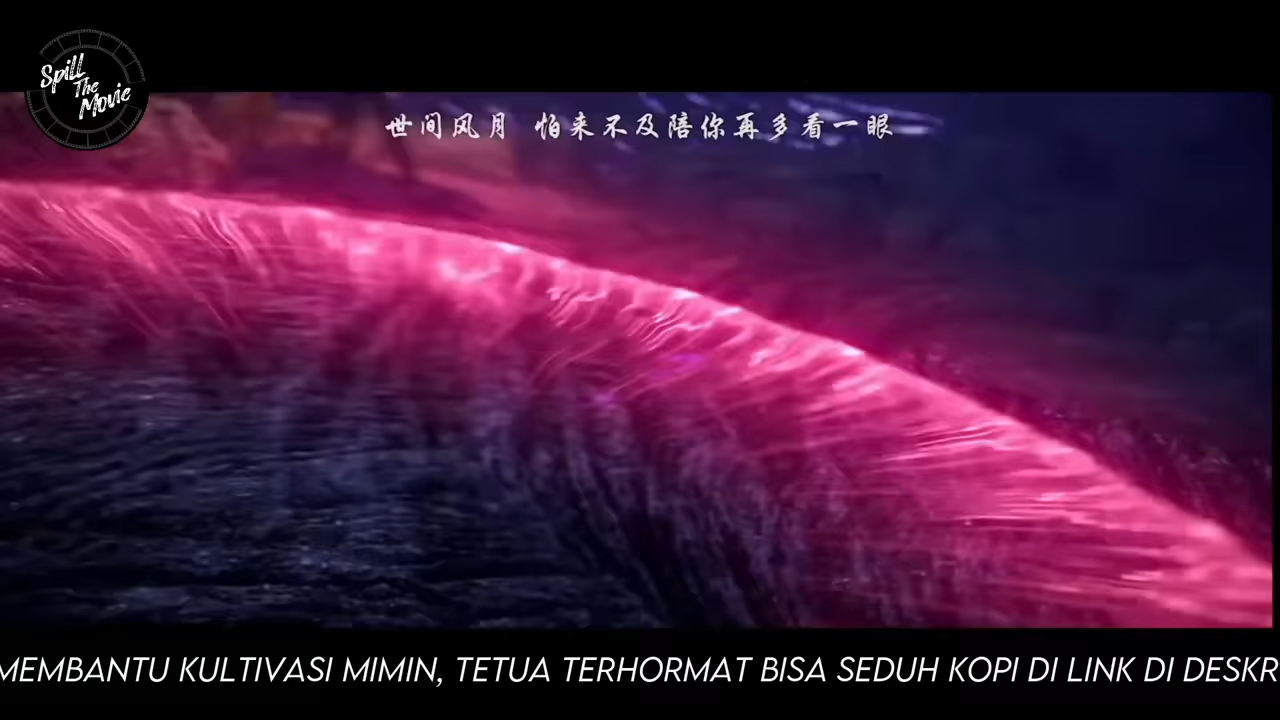 Spill
The
Movie
世间风月 怕来不及陪你再多看一眼
MEMBANTU KULTIVASI MIMIN, TETUA TERHORMAT BISA SEDUH KOPI DI LINK DI DESKR